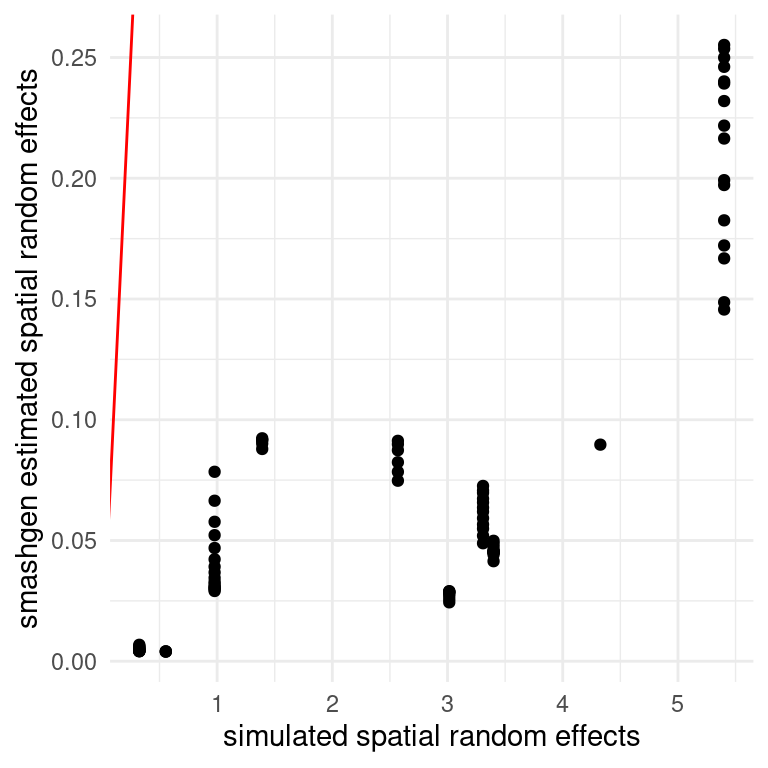 smashgen estimated spatial random effects
0.25
0.20
0.15
0.10
0.05
0.00
1 2 3 4 5
simulated spatial random effects